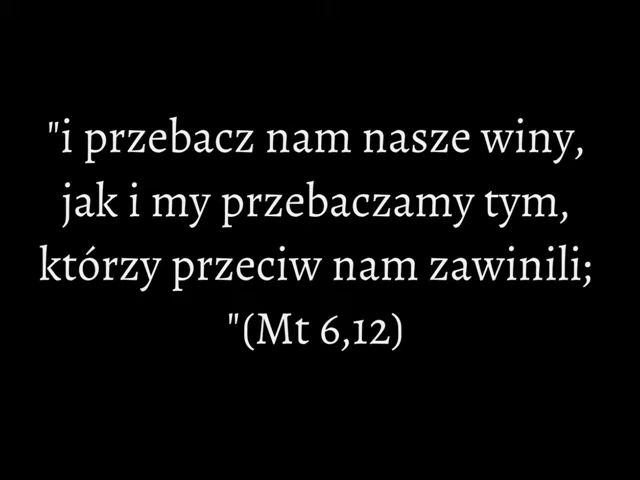 "i przebacz nam nasze winy,
jak i my przebaczamy tym,
którzy przeciw nam zawinili;
"(Mt 6,12)